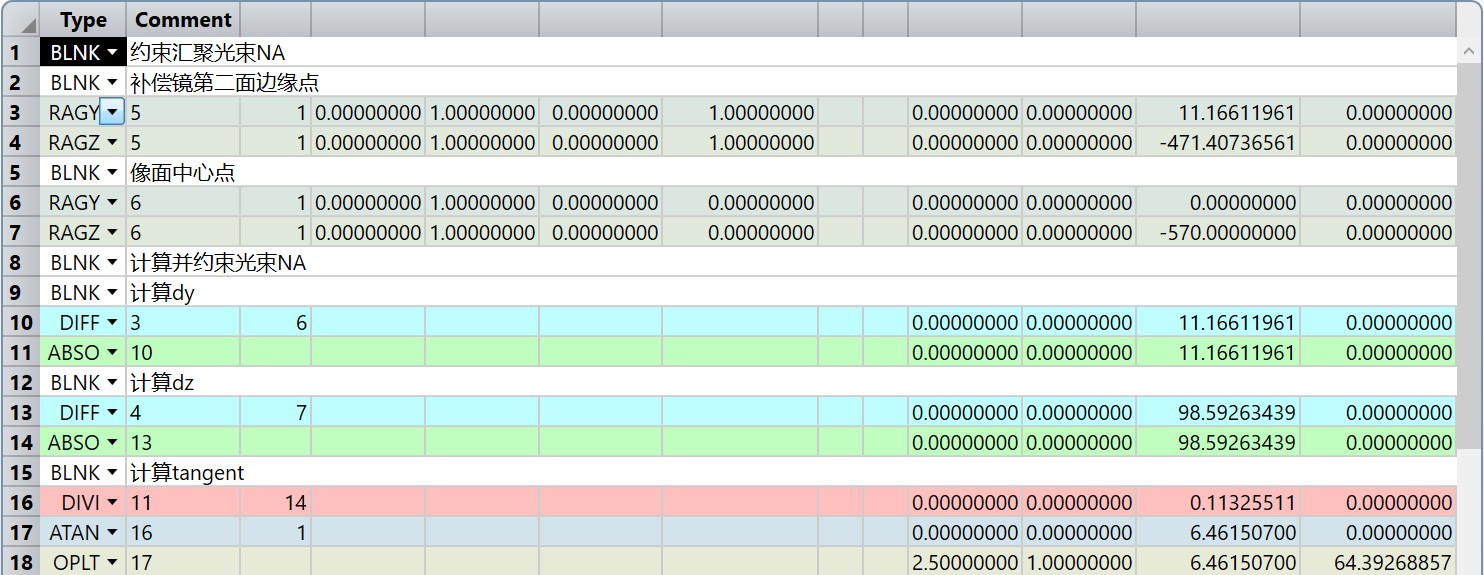 Type Comment
1 BLNK 约束汇聚光束NA
2 BLNK 补偿镜第二面边缘点
3 RAGY 5 1 0.00000000 1.00000000 0.00000000 1.00000000 0.00000000 0.00000000 11.16611961 0.00000000
4 RAGZ 5 1 0.00000000 1.00000000 0.00000000 1.00000000 0.00000000 0.00000000 -471.40736561 0.00000000
5 BLNK 像面中心点
6 RAGY 6 1 0.00000000 1.00000000 0.00000000 0.00000000 0.00000000 0.00000000 0.00000000 0.00000000
7 RAGZ 6 1 0.00000000 1.00000000 0.00000000 0.00000000 0.00000000 0.00000000 -570.00000000 0.00000000
8 BLNK 计算并约束光束NA
9 BLNK 计算dy
10 DIFF 3 6 0.00000000 0.00000000 11.16611961 0.00000000
11 ABSO 10 0.00000000 0.00000000 11.16611961 0.00000000
12 BLNK 计算dz
13 DIFF 4 7 0.00000000 0.00000000 98.59263439 0.00000000
14 ABSO 13 0.00000000 0.00000000 98.59263439 0.00000000
15 BLNK 计算tangent
16 DIVI 11 14 0.00000000 0.00000000 0.11325511 0.00000000
17 ATAN 16 1 0.00000000 0.00000000 6.46150700 0.00000000
18 OPLT 17 2.50000000 1.00000000 6.46150700 64.39268857